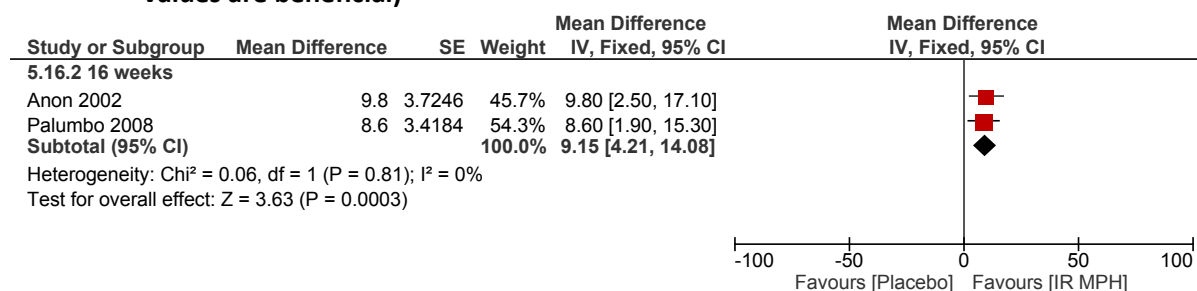 values are beneficial)
Mean Difference Mean Difference
Study or Subgroup Mean Difference SE Weight IV, Fixed, 95% CI IV, Fixed, 95% CI
5.16.2 16 weeks
Anon 2002 9.8 3.7246 45.7% 9.80 [2.50, 17.10]
Palumbo 2008 8.6 3.4184 54.3% 8.60 [1.90, 15.30]
Subtotal (95% CI) 100.0% 9.15 [4.21, 14.08]
Heterogeneity: Chi² = 0.06, df = 1 (P = 0.81); I² = 0%
Test for overall effect: Z = 3.63 (P = 0.0003)
-100 -50 0 50 100
Favours [Placebo] Favours [IR MPH]